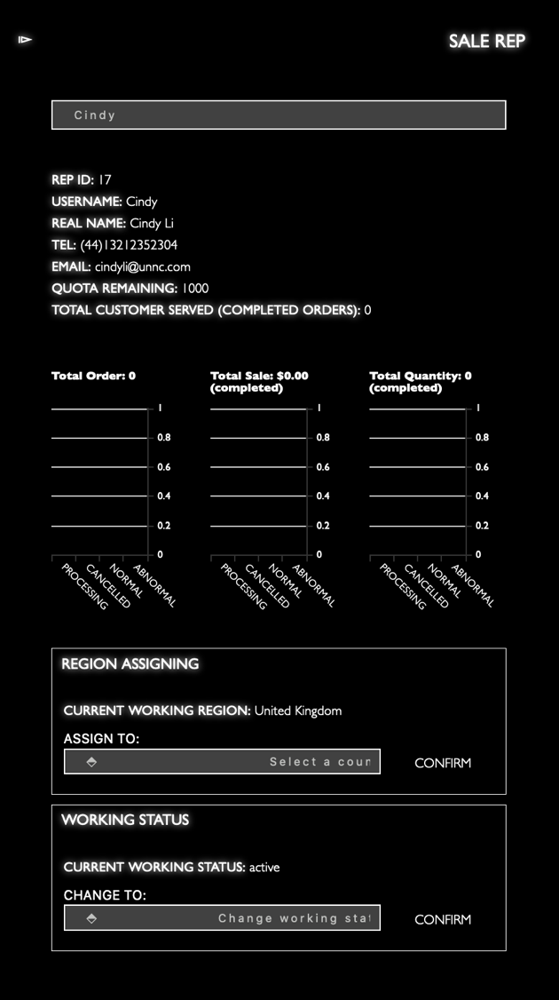 SALE REP
Cindy
REP ID: 17
USERNAME: Cindy
REAL NAME: Cindy Li
TEL: (44)13212352304
EMAIL: cindyli@unnc.com
QUOTA REMAINING: 1000
TOTAL CUSTOMER SERVED (COMPLETED ORDERS): 0
Total Order: 0
1
0.8
0.6
0.4
0.2
0
PROCESSING
CANCELLED
NORMAL
ABNORMAL
Total Sale: $0.00
(completed)
1
0.8
0.6
0.4
0.2
0
PROCESSING
CANCELLED
NORMAL
ABNORMAL
Total Quantity: 0
(completed)
1
0.8
0.6
0.4
0.2
0
PROCESSING
CANCELLED
NORMAL
ABNORMAL
REGION ASSIGNING
CURRENT WORKING REGION: United Kingdom
ASSIGN TO:
Select a coun
CONFIRM
WORKING STATUS
CURRENT WORKING STATUS: active
CHANGE TO:
Change working stat
CONFIRM